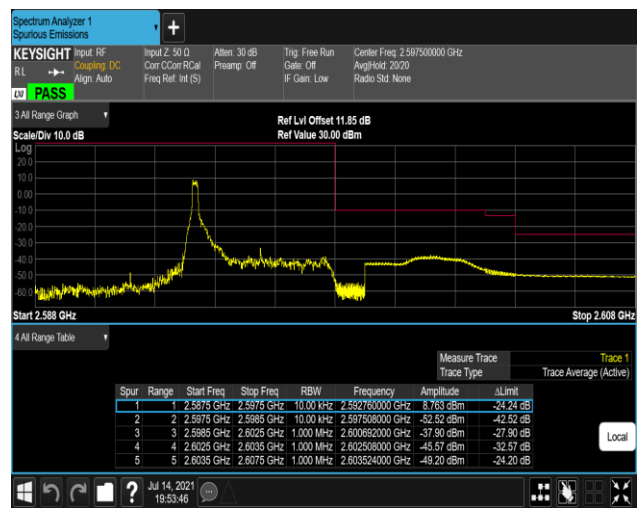 Spectrum Analyzer 1
Spurious Emissions
+
KEYSIGHT Input: RF Input Z: 50 Ω Atten: 30 dB Trig: Free Run Center Freq: 2.597500000 GHz
RL Coupling: DC Corr CCorr RCal Preamp: Off Gate: Off Avg|Hold: 20/20
Align: Auto Freq Ref: Int (S) IF Gain: Low Radio Std: None
LXI PASS
3 All Range Graph
Ref Lvl Offset 11.85 dB
Scale/Div 10.0 dB Ref Value 30.00 dBm
Log
20.0
10.0
0.00
-10.0
-20.0
-30.0
-40.0
-50.0
-60.0
Start 2.588 GHz Stop 2.608 GHz
4 All Range Table
Measure Trace Trace 1
Trace Type Trace Average (Active)
Spur Range Start Freq Stop Freq RBW Frequency Amplitude ΔLimit
1 1 2.5875 GHz 2.5975 GHz 10.00 kHz 2.592760000 GHz 8.763 dBm -24.24 dB
2 2 2.5975 GHz 2.5985 GHz 10.00 kHz 2.597508000 GHz -52.52 dBm -42.52 dB
3 3 2.5985 GHz 2.6025 GHz 1.000 MHz 2.600692000 GHz -37.90 dBm -27.90 dB
4 4 2.6025 GHz 2.6035 GHz 1.000 MHz 2.602508000 GHz -45.57 dBm -32.57 dB
5 5 2.6035 GHz 2.6075 GHz 1.000 MHz 2.603524000 GHz -49.20 dBm -24.20 dB
Local
? Jul 14, 2021
19:53:46